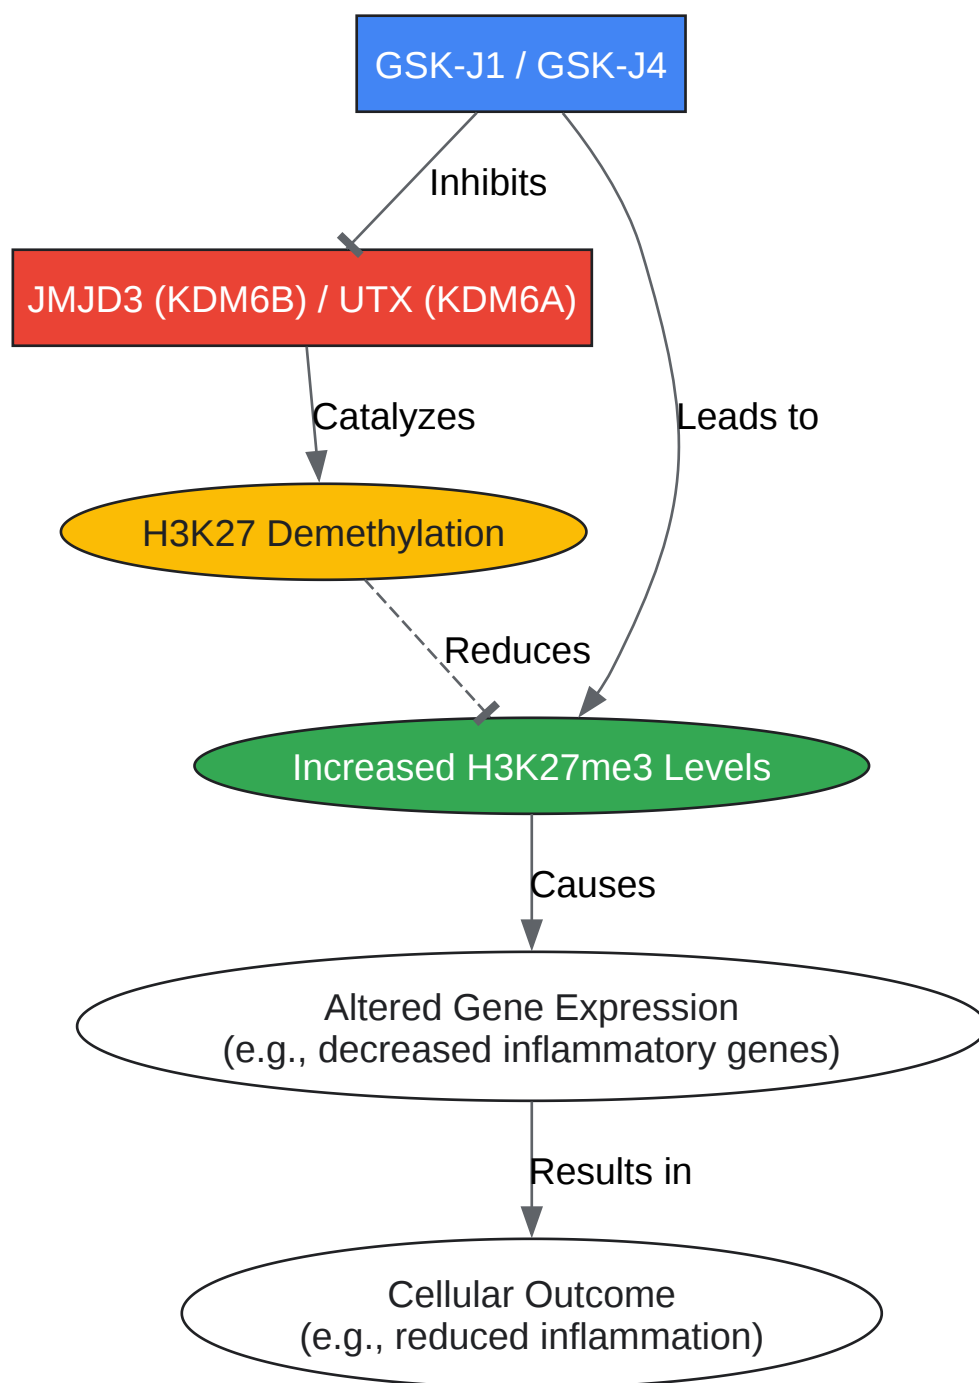 GSK-J1 / GSK-J4
Inhibits
JMJD3 (KDM6B) / UTX (KDM6A)
Catalyzes
Leads to
H3K27 Demethylation
Reduces
Increased H3K27me3 Levels
Causes
Altered Gene Expression
(e.g., decreased inflammatory genes)
Results in
Cellular Outcome
(e.g., reduced inflammation)